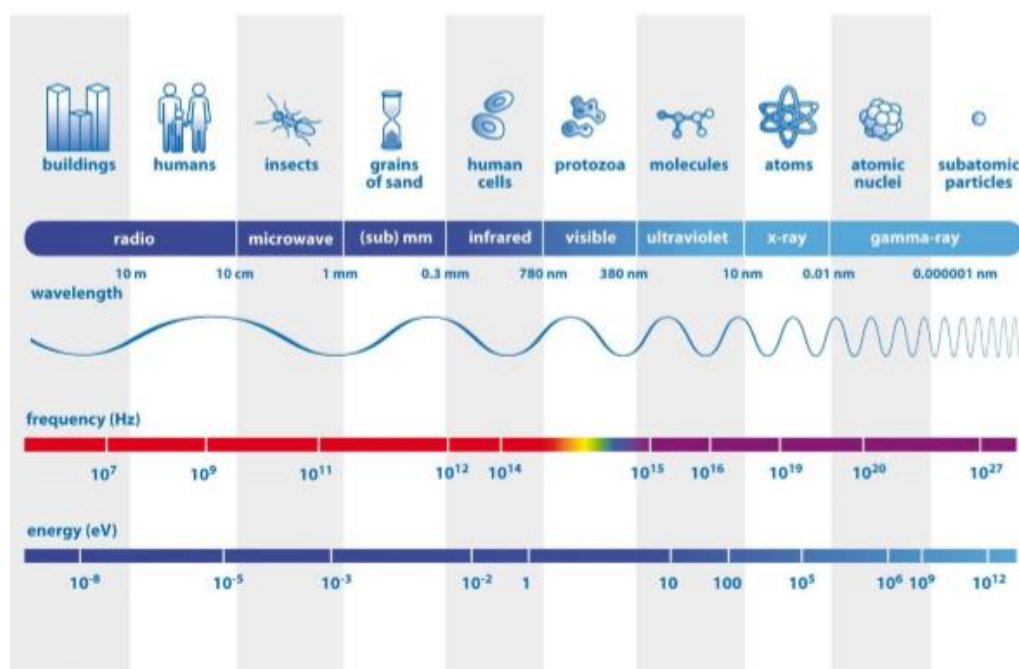 buildings humans insects grains human protozoa molecules atoms atomic subatomic
of sand cells nuclei particles
radio microwave (sub) mm infrared visible ultraviolet x-ray gamma-ray
10 m 10 cm 1 mm 0.3 mm 780 nm 380 nm 10 nm 0.01 nm 0.000001 nm
wavelength
frequency (Hz)
10⁷ 10⁹ 10¹¹ 10¹² 10¹⁴ 10¹⁵ 10¹⁶ 10¹⁹ 10²⁰ 10²⁷
energy (eV)
10⁻⁸ 10⁻⁵ 10⁻³ 10⁻² 1 10 100 10⁵ 10⁶ 10⁹ 10¹²